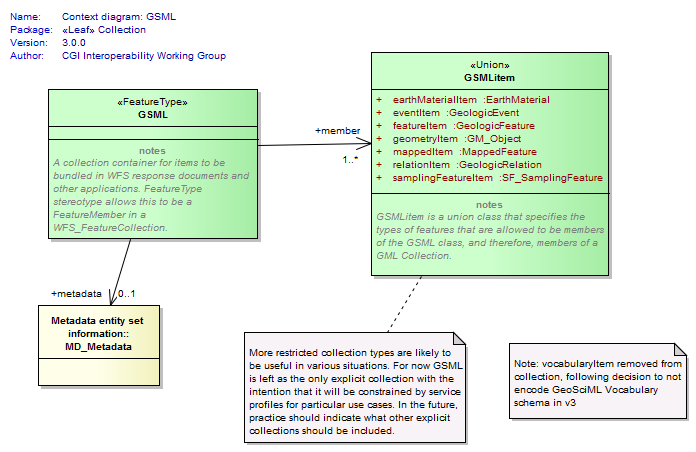 Name: Context diagram: GSML
Package: «Leaf» Collection
Version: 3.0.0
Author: CGI Interoperability Working Group
«FeatureType»
GSML
notes
A collection container for items to be
bundled in WFS response documents and
other applications. FeatureType
stereotype allows this to be a
FeatureMember in a
WFS_FeatureCollection.
+member
1..*
«Union»
GSMLitem
+ earthMaterialItem :EarthMaterial
+ eventItem :GeologicEvent
+ featureItem :GeologicFeature
+ geometryItem :GM_Object
+ mappedItem :MappedFeature
+ relationItem :GeologicRelation
+ samplingFeatureItem :SF_SamplingFeature
notes
GSMLitem is a union class that specifies the
types of features that are allowed to be members
of the GSML class, and therefore, members of a
GML Collection.
+metadata
0..1
Metadata entity set
information::
MD_Metadata
More restricted collection types are likely to
be useful in various situations. For now GSML
is left as the only explicit collection with the
intention that it will be constrained by service
profiles for particular use cases. In the future,
practice should indicate what other explicit
collections should be included.
Note: vocabularyItem removed from
collection, following decision to not
encode GeoSciML Vocabulary
schema in v3